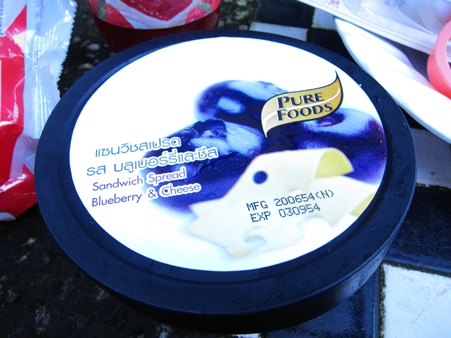 PURE
FOODS
แซนวิชสเปรด
รส บลูเบอร์รี่และชีส
Sandwich Spread
Blueberry & Cheese
MFG 200654(N)
EXP 030954